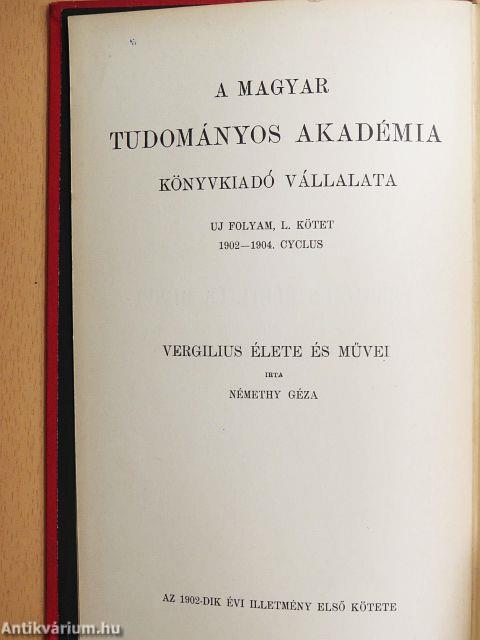 A MAGYAR
TUDOMÁNYOS AKADÉMIA
KÖNYVKIADÓ VÁLLALATA
UJ FOLYAM, L. KÖTET
1902—1904. CYCLUS
VERGILIUS ÉLETE ÉS MŰVEI
IRTA
NÉMETHY GÉZA
AZ 1902-DIK ÉVI ILLETMÉNY ELSŐ KÖTETE
Antikvárium.hu